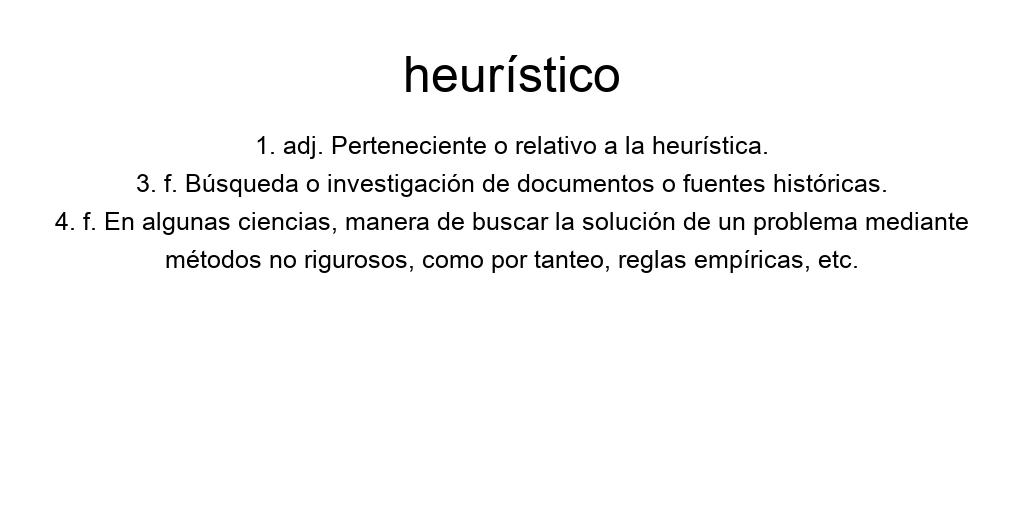 heurístico
1. adj. Perteneciente o relativo a la heurística.
3. f. Búsqueda o investigación de documentos o fuentes históricas.
4. f. En algunas ciencias, manera de buscar la solución de un problema mediante
métodos no rigurosos, como por tanteo, reglas empíricas, etc.